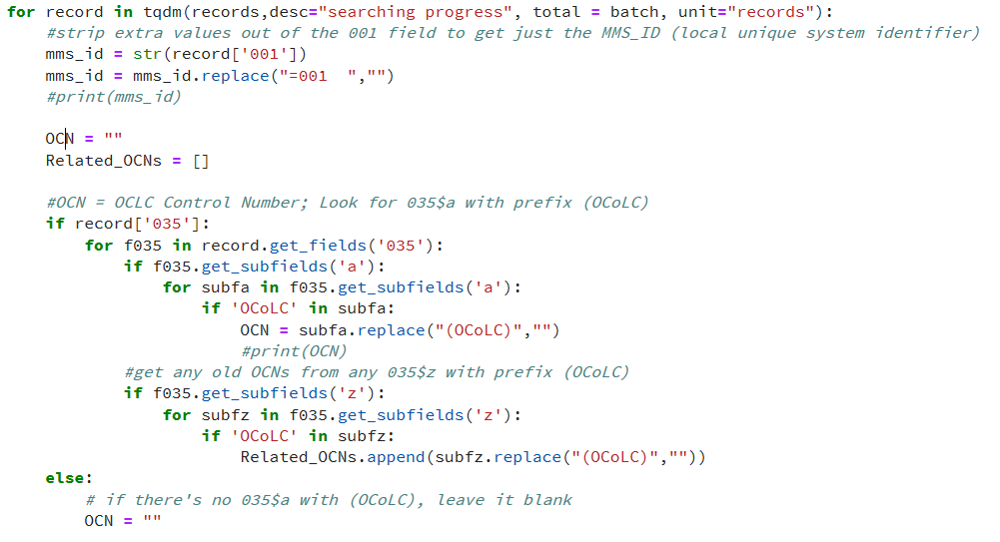 for record in tqdm(records,desc="searching progress", total = batch, unit="records"):
    #strip extra values out of the 001 field to get just the MMS_ID (local unique system identifier)
    mms_id = str(record['001'])
    mms_id = mms_id.replace("=001  ","")
    #print(mms_id)

    OCN = ""
    Related_OCNs = []

    #OCN = OCLC Control Number; Look for 035$a with prefix (OCoLC)
    if record['035']:
        for f035 in record.get_fields('035'):
            if f035.get_subfields('a'):
                for subfa in f035.get_subfields('a'):
                    if 'OCoLC' in subfa:
                        OCN = subfa.replace("(OCoLC)","")
                        #print(OCN)
            #get any old OCNs from any 035$z with prefix (OCoLC)
            if f035.get_subfields('z'):
                for subfz in f035.get_subfields('z'):
                    if 'OCoLC' in subfz:
                        Related_OCNs.append(subfz.replace("(OCoLC)",""))
    else:
        # if there's no 035$a with (OCoLC), leave it blank
        OCN = ""